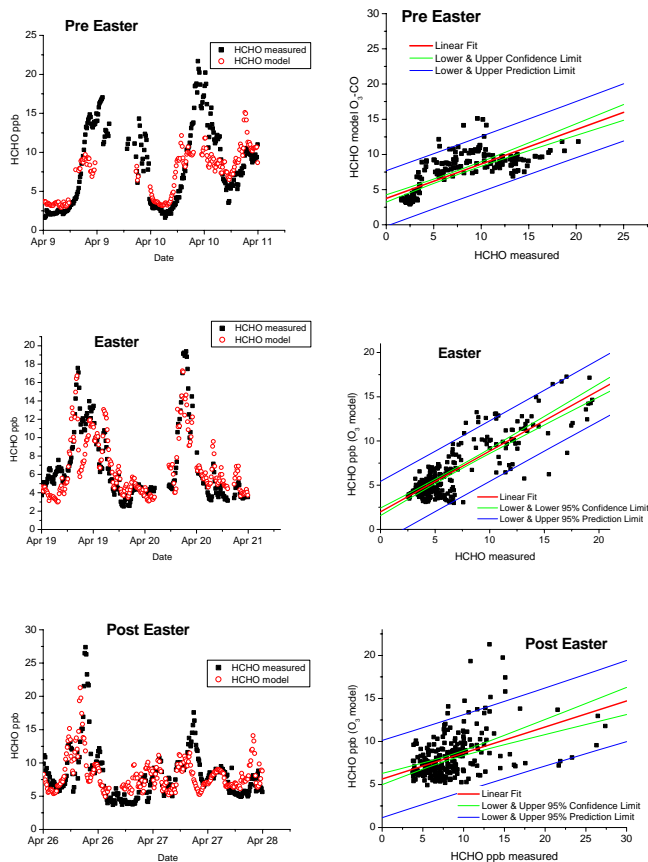 Pre Easter
HCHO measured
HCHO model
HCHO ppb
25
20
15
10
5
0
Apr 9 Apr 9 Apr 10 Apr 10 Apr 11
Date
Pre Easter
Linear Fit
Lower & Upper Confidence Limit
Lower & Upper Prediction Limit
HCHO model O3-CO
30
25
20
15
10
5
0
0 5 10 15 20 25
HCHO measured
Easter
HCHO measured
HCHO model
HCHO ppb
20
18
16
14
12
10
8
6
4
2
0
Apr 19 Apr 19 Apr 20 Apr 20 Apr 21
Date
Easter
HCHO ppb (O3 model)
20
15
10
5
0
Linear Fit
Lower & Lower 95% Confidence Limit
Lower & Upper 95% Prediction Limit
0 5 10 15 20
HCHO measured
Post Easter
HCHO measured
HCHO model
HCHO ppb
30
25
20
15
10
5
0
Apr 26 Apr 26 Apr 27 Apr 27 Apr 28
Date
Post Easter
HCHO ppb (O3 model)
20
15
10
5
0
Linear Fit
Lower & Upper 95% Confidence Limit
Lower & Upper 95% Prediction Limit
0 5 10 15 20 25 30
HCHO ppb measured